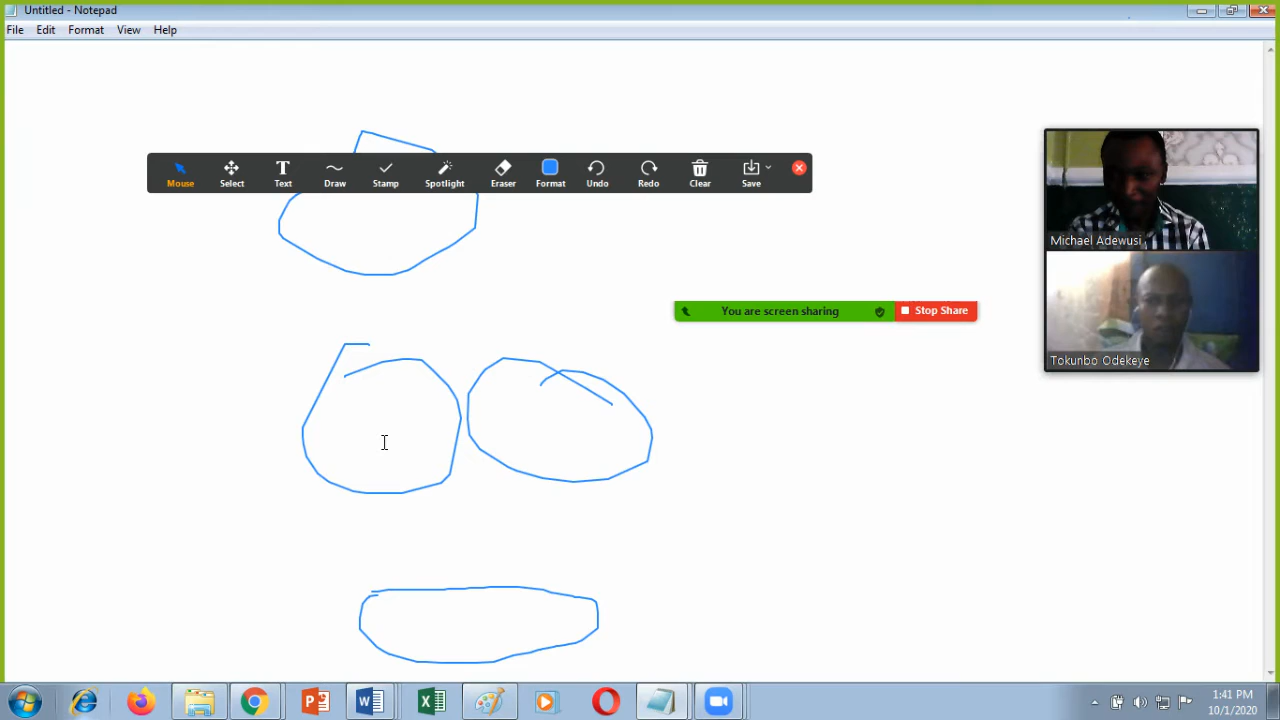 Untitled - Notepad
File Edit Format View Help
Mouse Select Text Draw Stamp Spotlight Eraser Format Undo Redo Clear Save
Michael Adewusi
You are screen sharing Stop Share
Tokunbo Odekeye
1:41 PM
10/1/2020